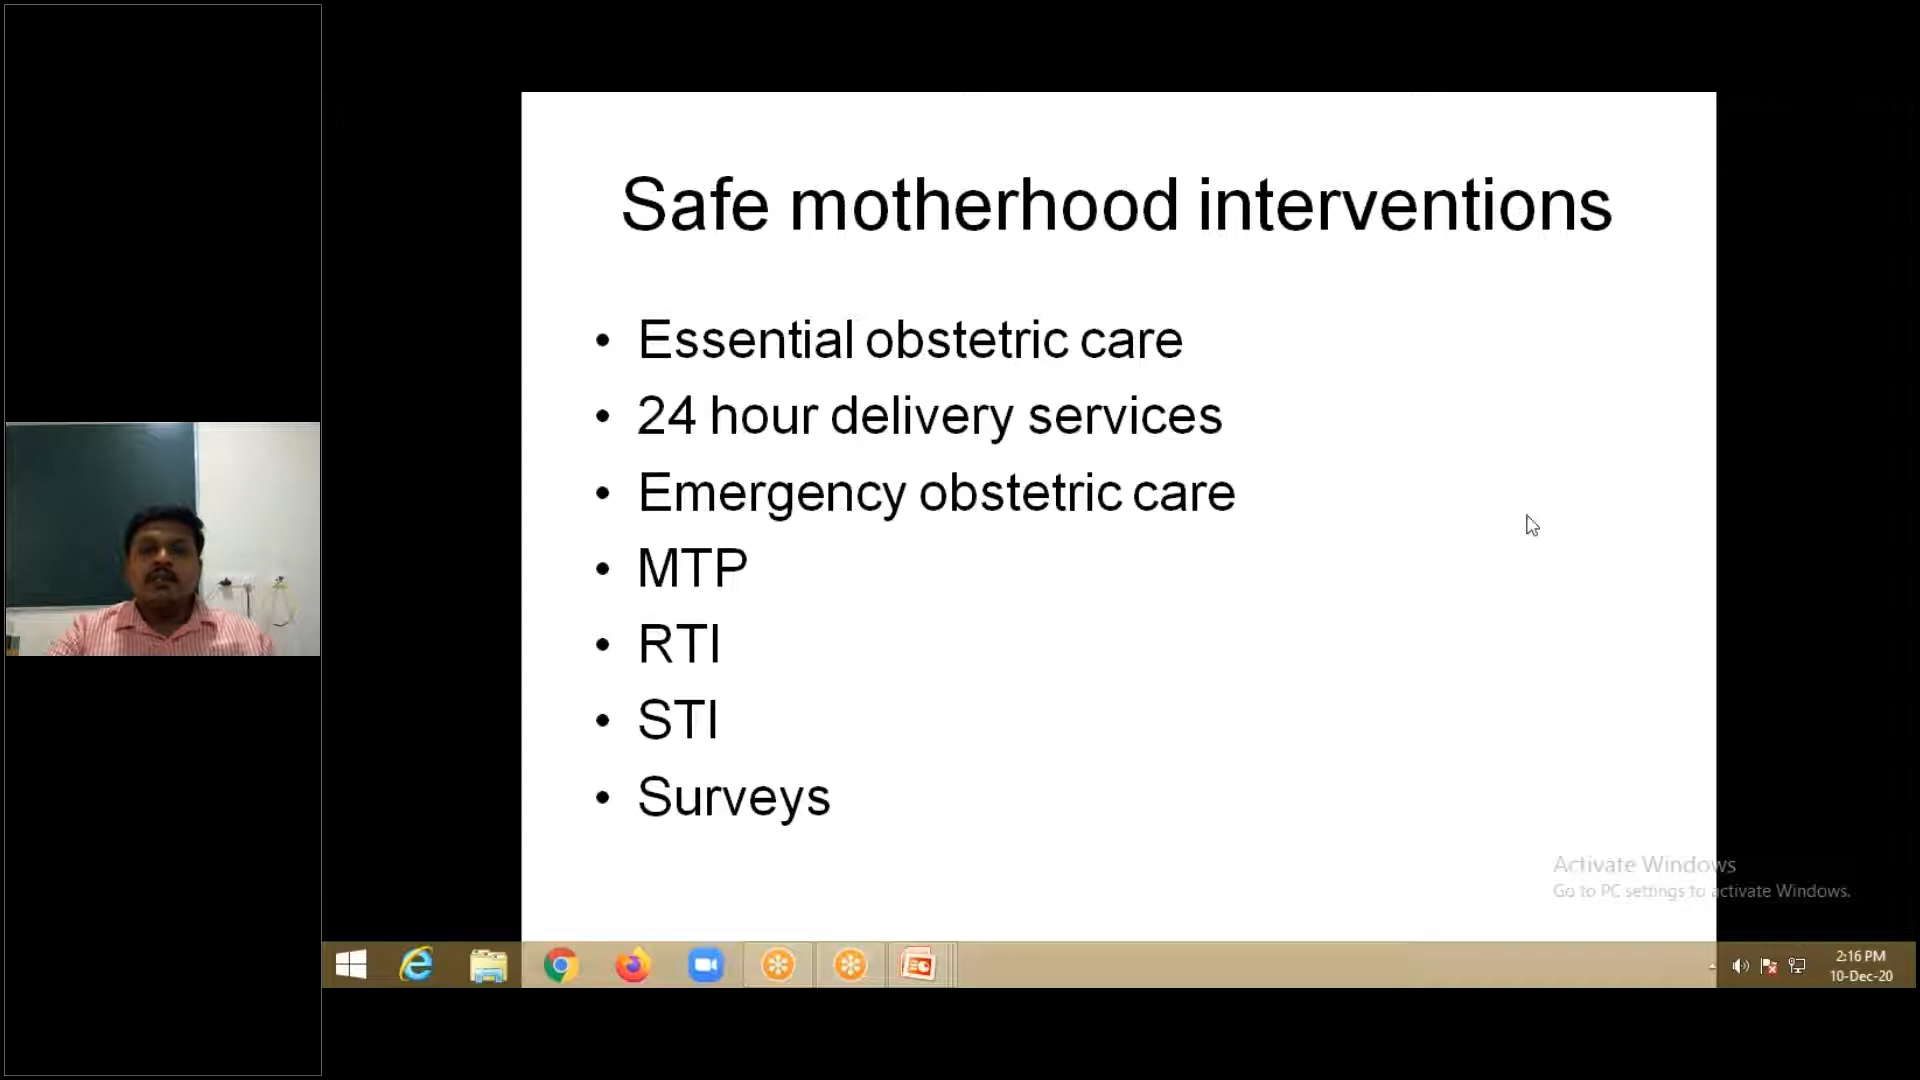 Safe motherhood interventions
• Essential obstetric care
• 24 hour delivery services
• Emergency obstetric care
• MTP
• RTI
• STI
• Surveys
Activate Windows
Go to PC settings to activate Windows.
2:16 PM
10-Dec-20